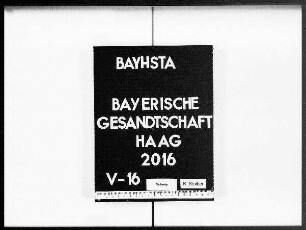 BAYHSTA
BAYERISCHE
GESANDTSCHAFT
HAAG
2016
V-16